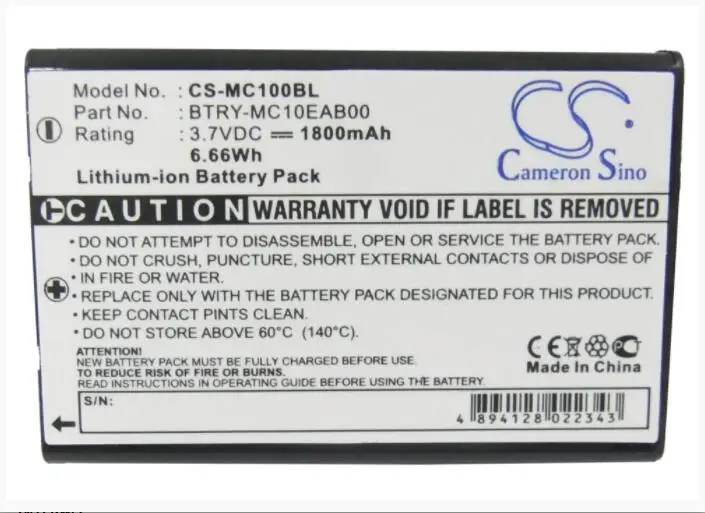 Model No. : CS-MC100BL
Part No. : BTRY-MC10EAB00
Rating : 3.7VDC 1800mAh
6.66Wh
Lithium-ion Battery Pack
CS
Cameron Sino
CAUTION WARRANTY VOID IF LABEL IS REMOVED
• DO NOT ATTEMPT TO DISASSEMBLE, OPEN OR SERVICE THE BATTERY PACK.
• DO NOT CRUSH, PUNCTURE, SHORT EXTERNAL CONTACTS OR DISPOSE OF
• IN FIRE OR WATER.
• REPLACE ONLY WITH THE BATTERY PACK DESIGNATED FOR THIS PRODUCT.
• KEEP CONTACT PINTS CLEAN.
• DO NOT STORE ABOVE 60°C (140°C).
ATTENTION!
NEW BATTERY PACK MUST BE FULLY CHARGED BEFORE USE.
TO REDUCE RISK OF FIRE OR BURNS.
READ INSTRUCTIONS IN OPERATING GUIDE BEFORE USING THE BATTERY.
CE
Made In China
S/N:
4 894128 022343